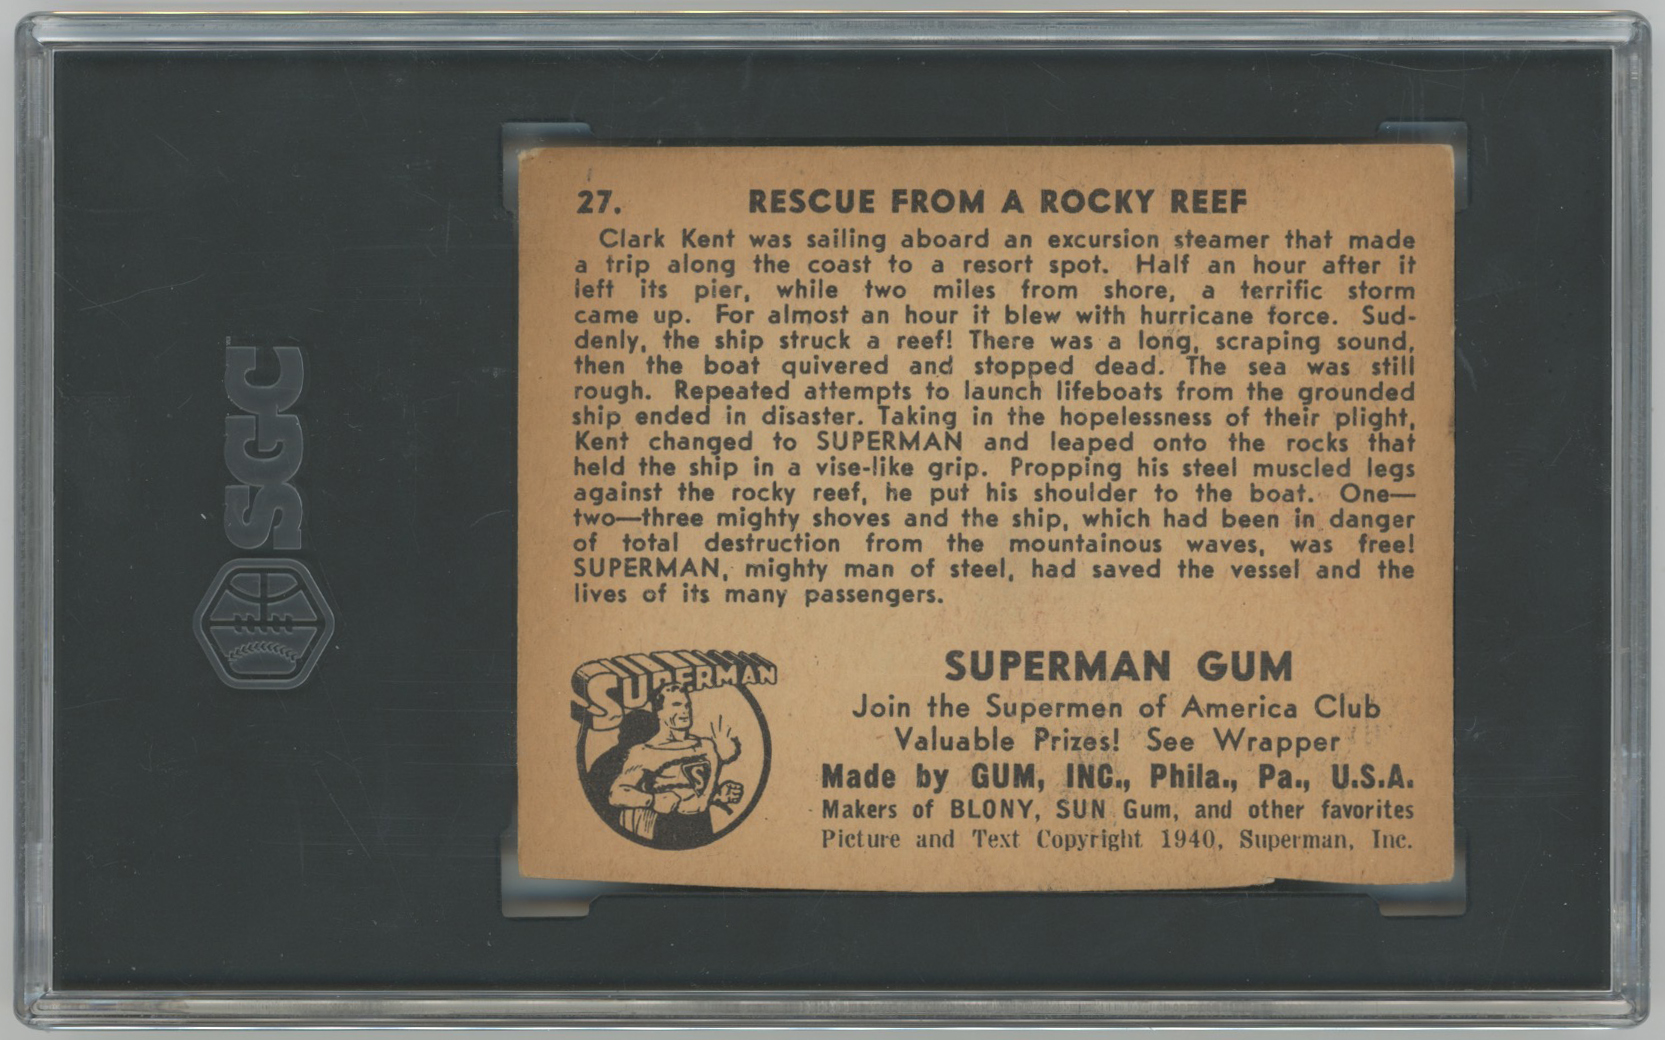 SGC
27. RESCUE FROM A ROCKY REEF
Clark Kent was sailing aboard an excursion steamer that made
a trip along the coast to a resort spot. Half an hour after it
left its pier, while two miles from shore, a terrific storm
came up. For almost an hour it blew with hurricane force. Sud-
denly, the ship struck a reef! There was a long, scraping sound,
then the boat quivered and stopped dead. The sea was still
rough. Repeated attempts to launch lifeboats from the grounded
ship ended in disaster. Taking in the hopelessness of their plight,
Kent changed to SUPERMAN and leaped onto the rocks that
held the ship in a vise-like grip. Propping his steel muscled legs
against the rocky reef, he put his shoulder to the boat. One—
two—three mighty shoves and the ship, which had been in danger
of total destruction from the mountainous waves, was free!
SUPERMAN, mighty man of steel, had saved the vessel and the
lives of its many passengers.
SUPERMAN
S
SUPERMAN GUM
Join the Supermen of America Club
Valuable Prizes! See Wrapper
Made by GUM, INC., Phila., Pa., U.S.A.
Makers of BLONY, SUN Gum, and other favorites
Picture and Text Copyright 1940, Superman, Inc.